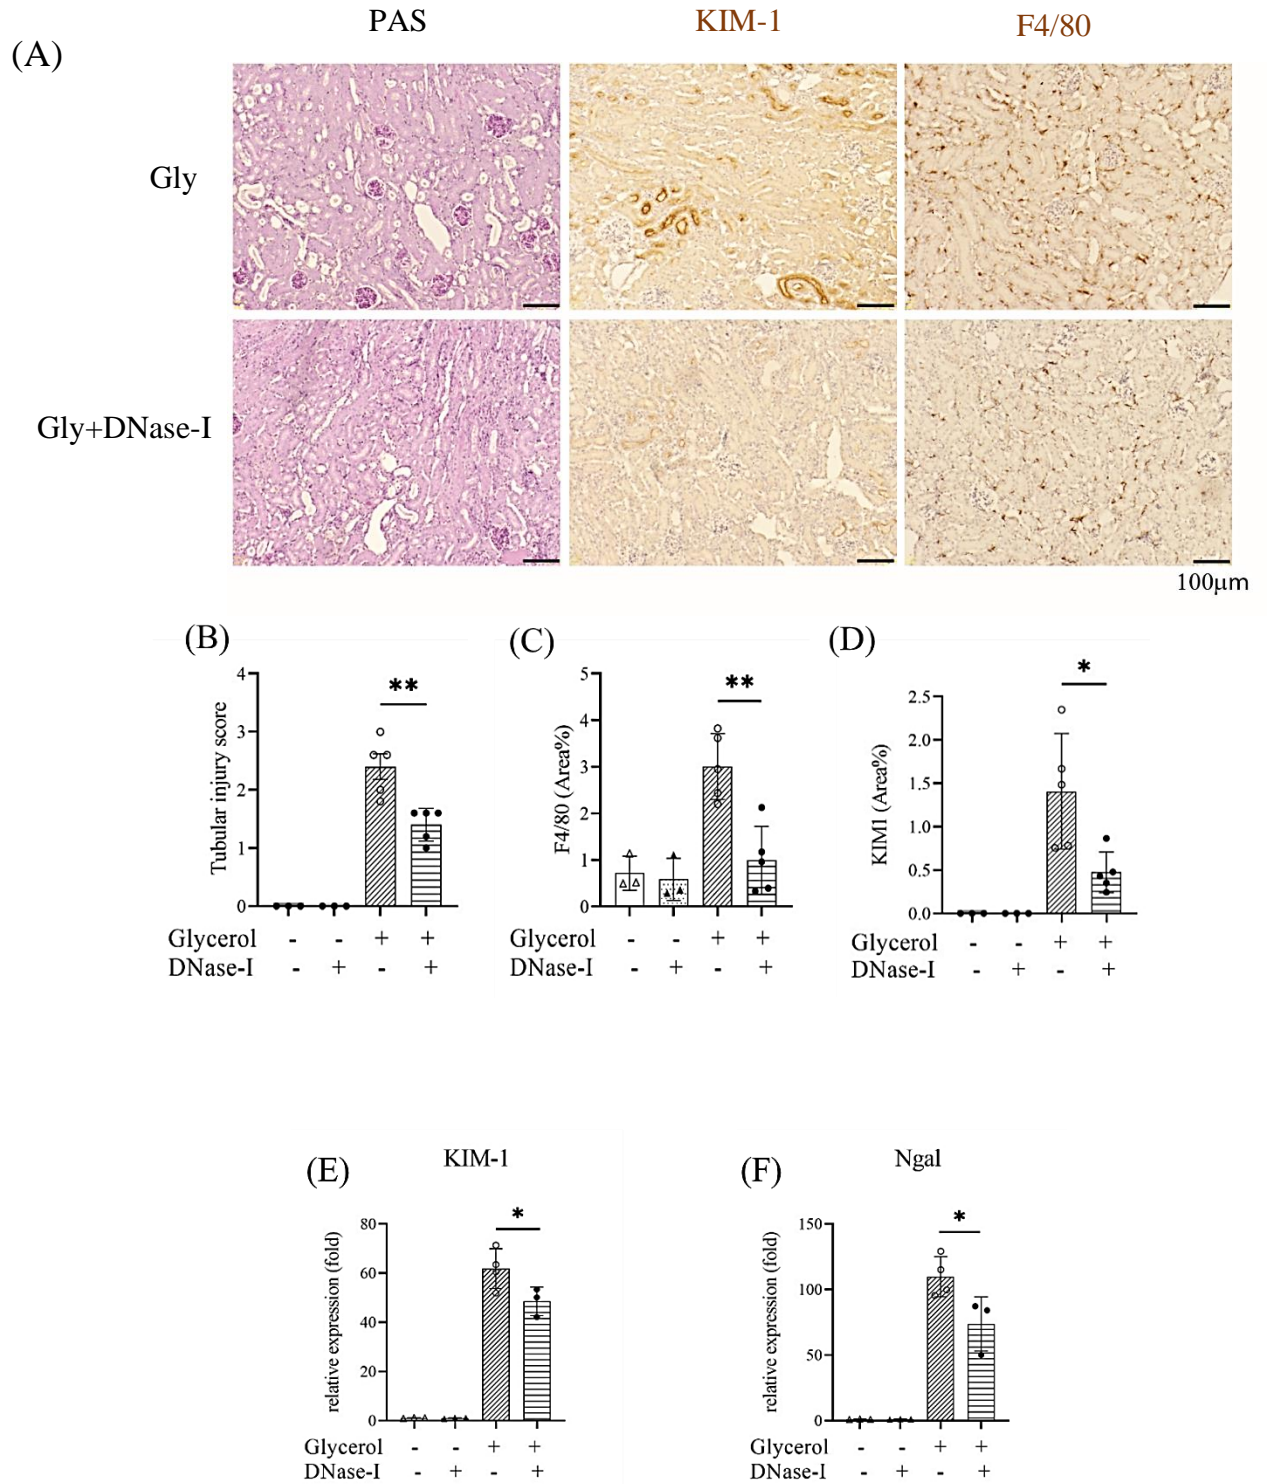 PAS KIM-1 F4/80
(A)
Gly
Gly+DNase-I
100μm
(B) (C) (D)
Tubular injury score
4
3
2
1
0
**
Glycerol - - + +
DNase-I - + - +
F4/80 (Area%)
5
4
3
2
1
0
**
Glycerol - - + +
DNase-I - + - +
KIM1 (Area%)
2.5
2.0
1.5
1.0
0.5
0.0
*
Glycerol - - + +
DNase-I - + - +
(E) KIM-1
relative expression (fold)
80
60
40
20
0
*
Glycerol - - + +
DNase-I - + - +
(F) Ngal
relative expression (fold)
150
100
50
0
*
Glycerol - - + +
DNase-I - + - +